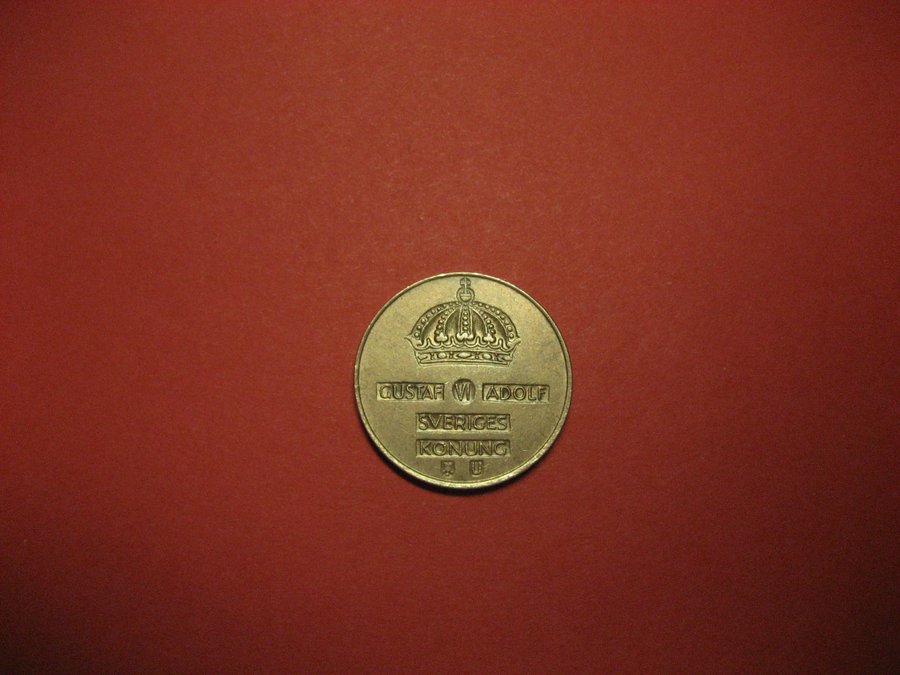 GUSTAF VI ADOLF
SVERIGES
KONUNG
U